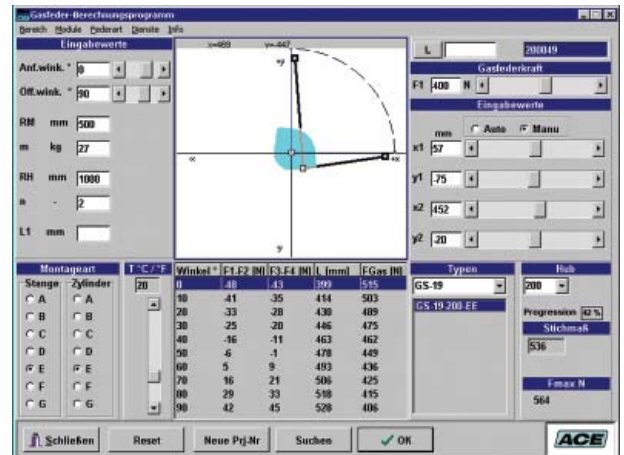 Gasfeder-Berechnungsprogramm
Bereich Module Federart Dienste Info
Eingabewerte
Anf.wink. ° 0
Off.wink. ° 90
RM mm 500
m kg 27
RH mm 1000
n - 2
L1 mm
x=469 y=-447
+y
-x +x
-y
L 200049
Gasfederkraft
F1 400 N
Eingabewerte
mm Auto Manu
x1 57
y1 -75
x2 452
y2 -20
Montageart
Stange Zylinder
A A
B B
C C
D D
E E
F F
G G
T °C / °F
20
Winkel ° F1-F2 [N] F3-F4 [N] L [mm] FGas [N]
0 -48 -43 399 515
10 -41 -35 414 503
20 -33 -28 430 489
30 -25 -20 446 475
40 -16 -11 463 462
50 -6 -1 478 449
60 5 9 493 436
70 16 21 506 425
80 29 33 518 415
90 42 45 528 406
Typen
GS-19
GS-19-200-EE
Hub
200
Progression 42 %
Stichmaß
536
Fmax N
564
Schließen Reset Neue Prj-Nr Suchen OK
ACE